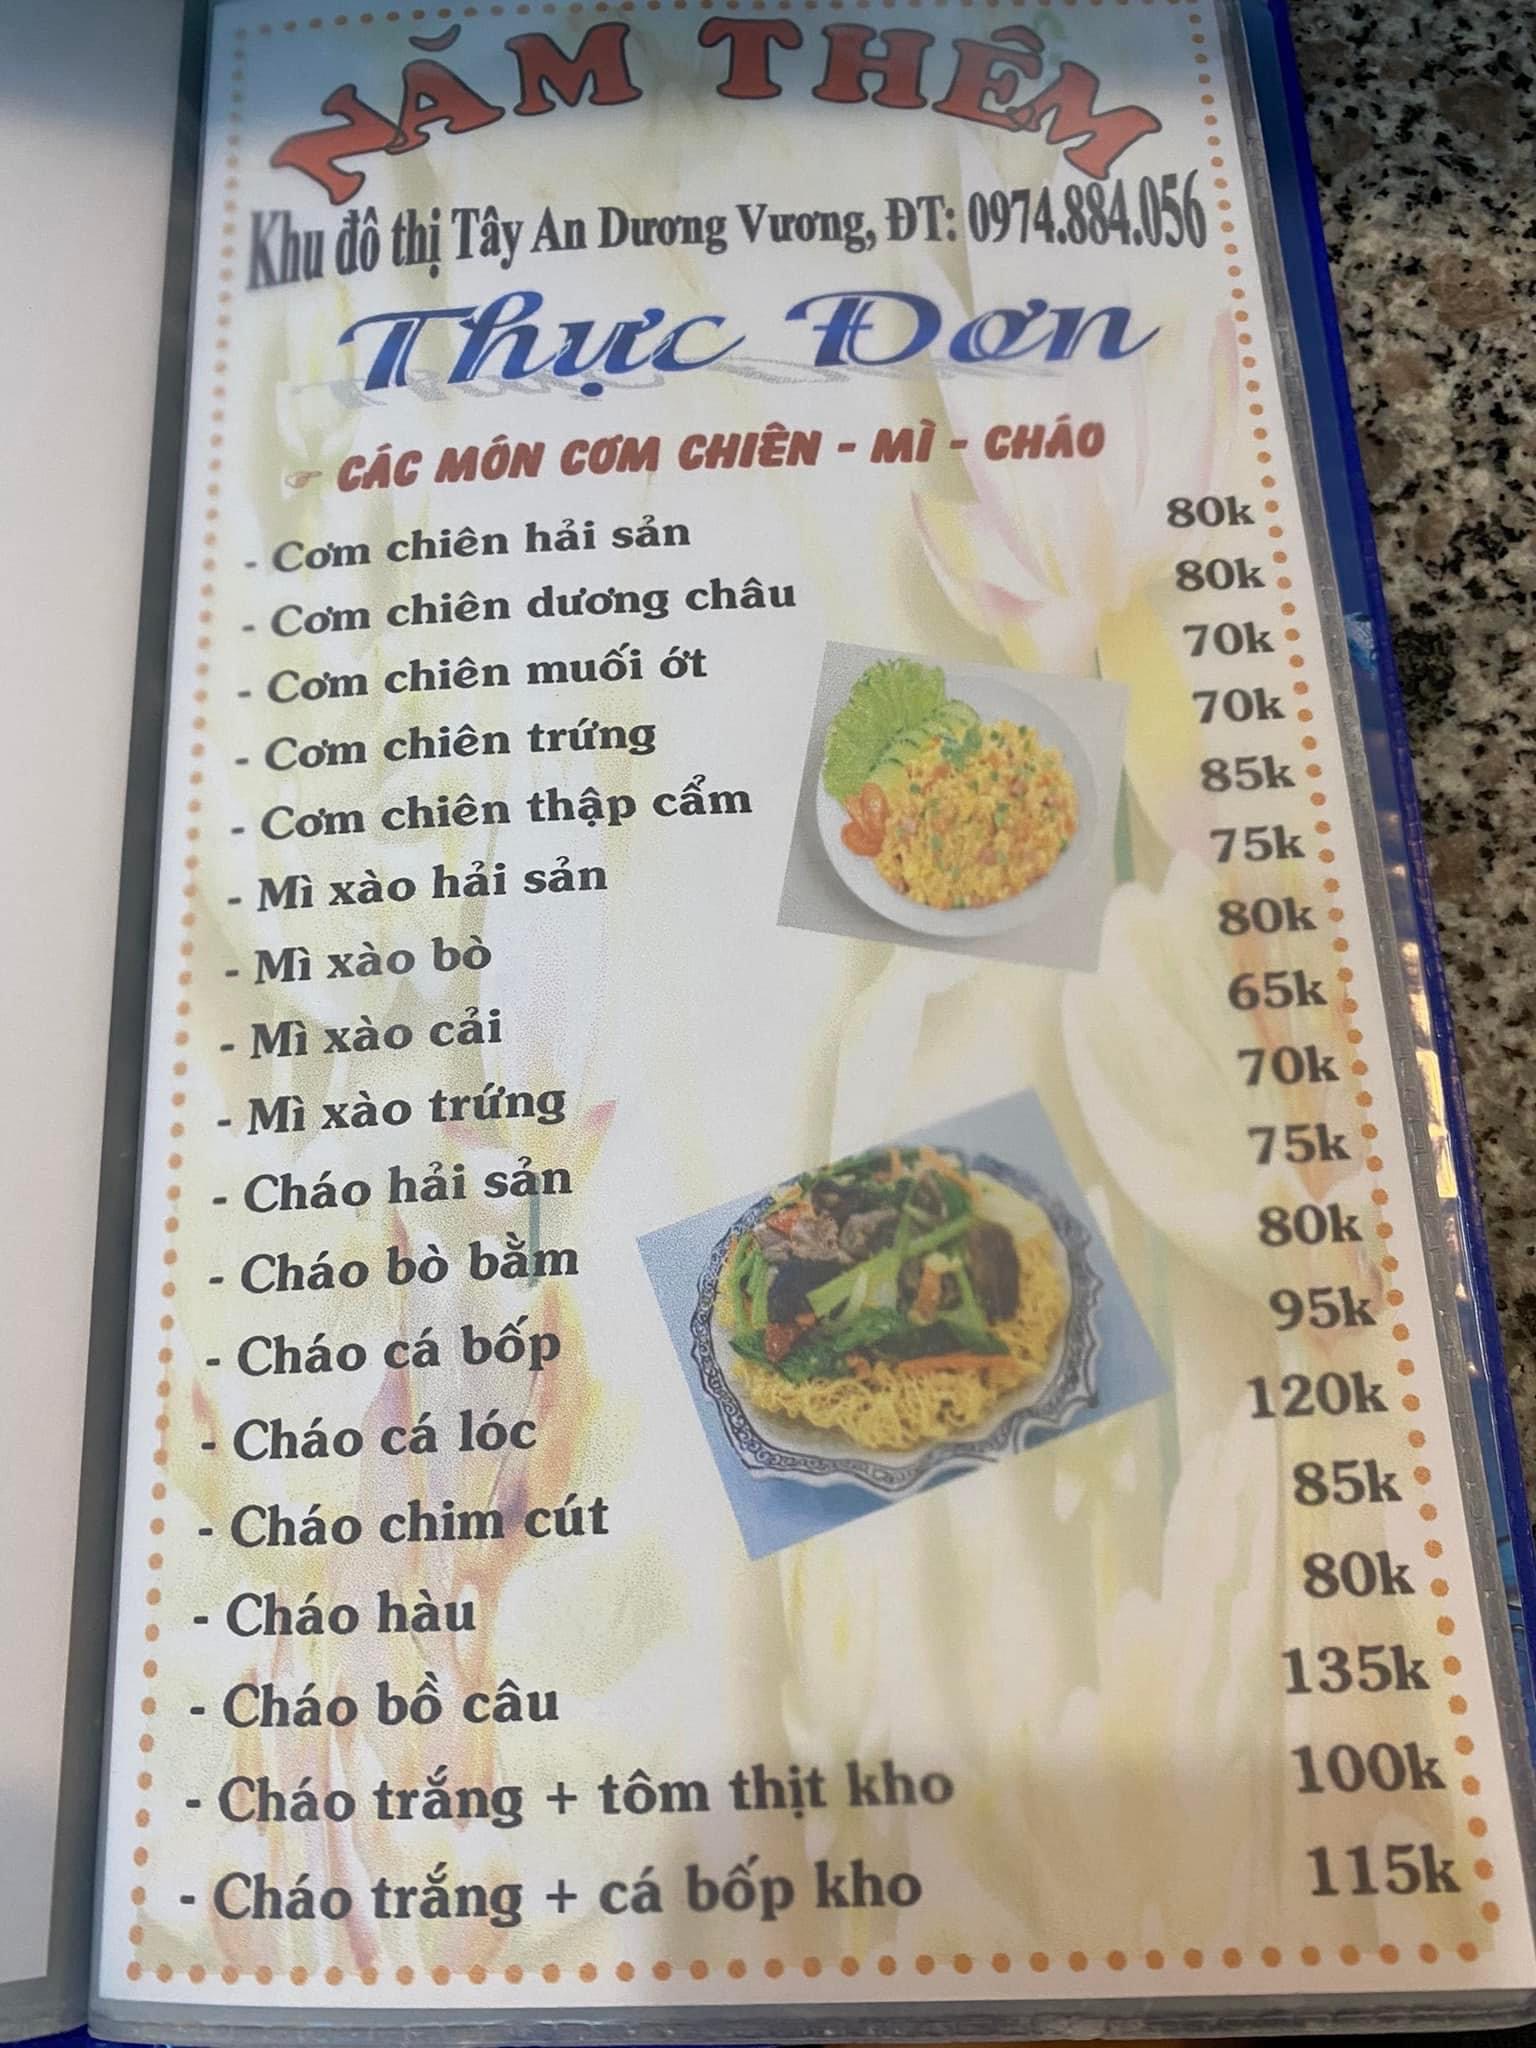 NĂM THÊM
Khu đô thị Tây An Dương Vương, ĐT: 0974.884.056
Thực Đơn
☞ CÁC MÓN CƠM CHIÊN - MÌ - CHÁO
- Cơm chiên hải sản 80k
- Cơm chiên dương châu 80k
- Cơm chiên muối ớt 70k
- Cơm chiên trứng 70k
- Cơm chiên thập cẩm 85k
- Mì xào hải sản 75k
- Mì xào bò 80k
- Mì xào cải 65k
- Mì xào trứng 70k
- Cháo hải sản 75k
- Cháo bò bằm 80k
- Cháo cá bốp 95k
- Cháo cá lóc 120k
- Cháo chim cút 85k
- Cháo hàu 80k
- Cháo bồ câu 135k
- Cháo trắng + tôm thịt kho 100k
- Cháo trắng + cá bốp kho 115k